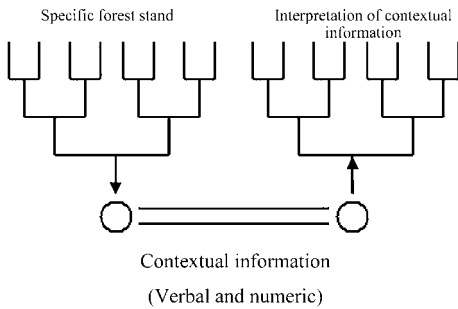 Specific forest stand
Interpretation of contextual
information
Contextual information
(Verbal and numeric)